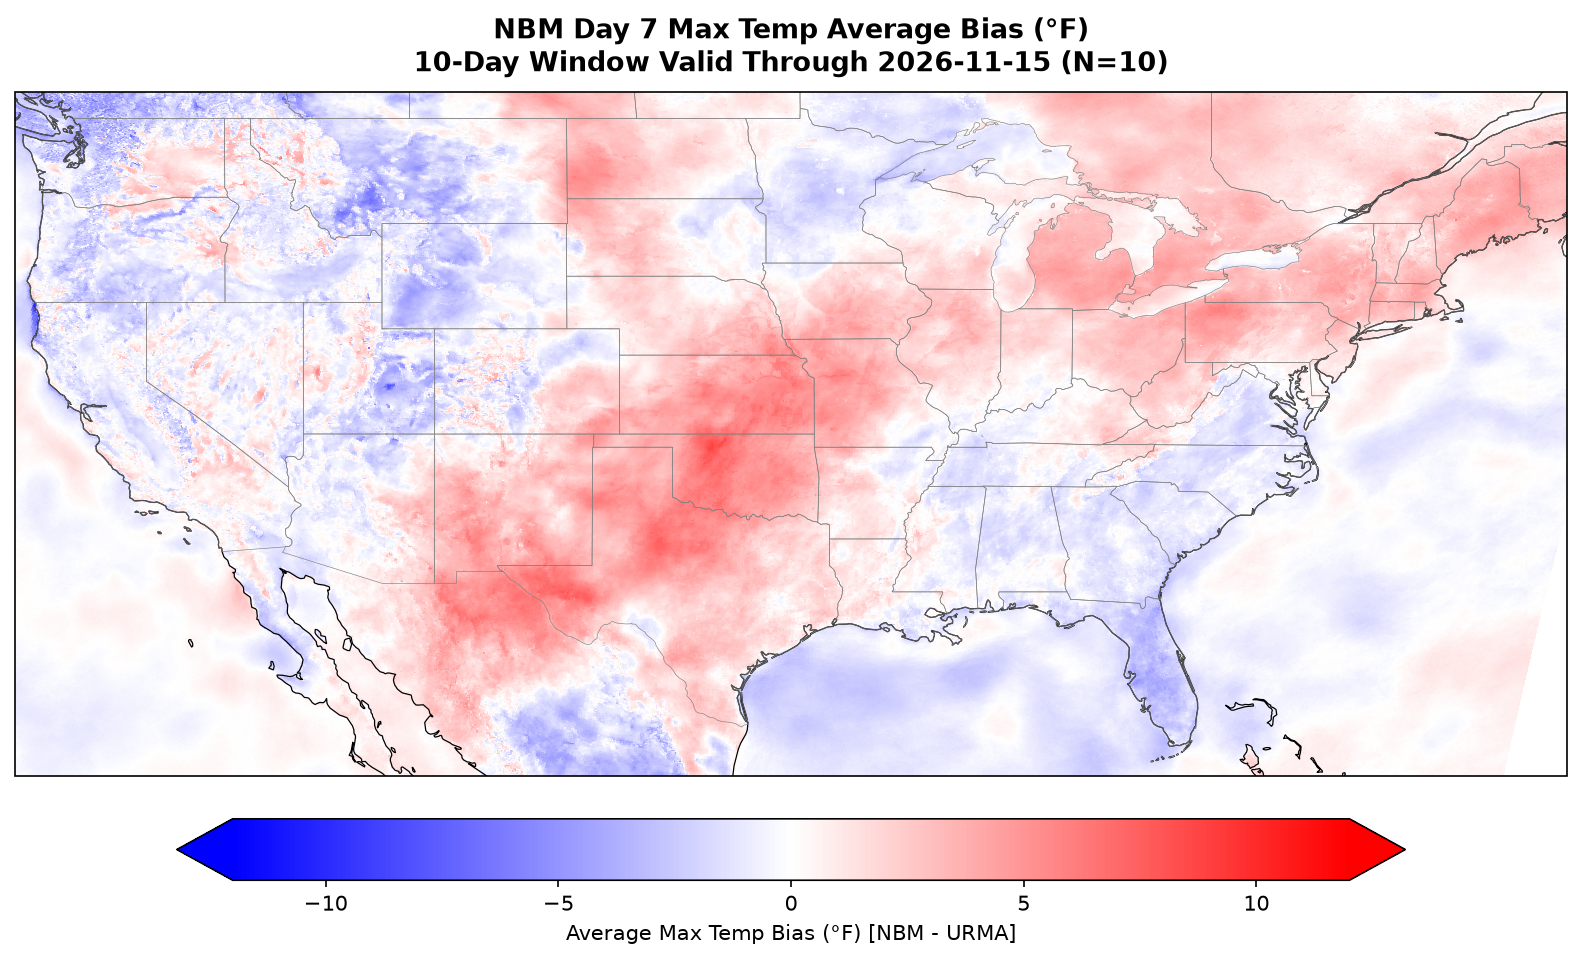 NBM Day 7 Max Temp Average Bias (°F)
10-Day Window Valid Through 2026-11-15 (N=10)
−10 −5 0 5 10
Average Max Temp Bias (°F) [NBM - URMA]